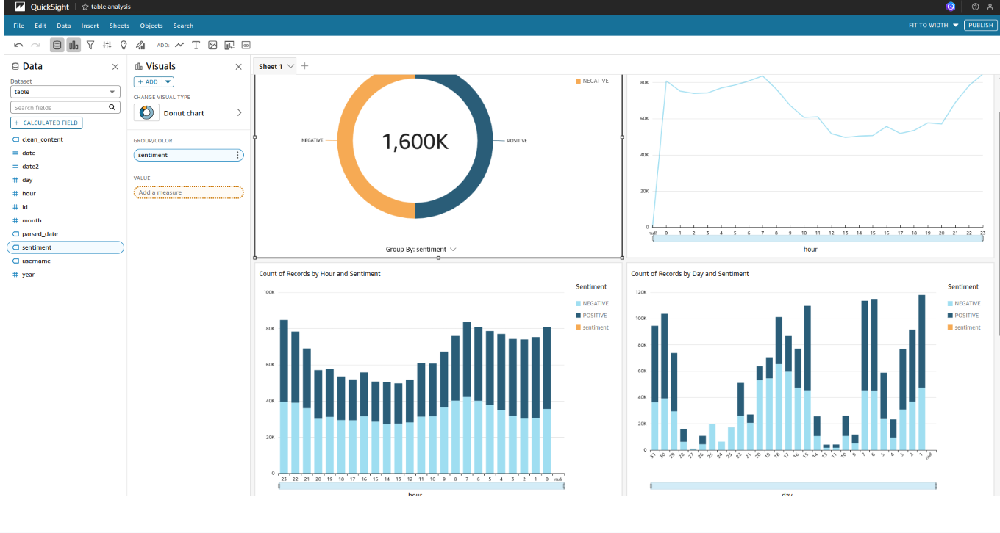 QuickSight
table analysis
File Edit Data Insert Sheets Objects Search
FIT TO WIDTH
PUBLISH
ADD:
Data
Dataset
table
Search fields
+ CALCULATED FIELD
clean_content
date
date2
day
hour
id
month
parsed_date
sentiment
username
year
Visuals
+ ADD
CHANGE VISUAL TYPE
Donut chart
GROUP/COLOR
sentiment
VALUE
Add a measure
Sheet 1
NEGATIVE
NEGATIVE
1,600K
POSITIVE
Group By: sentiment
80K
60K
40K
20K
0
null 0 1 2 3 4 5 6 7 8 9 10 11 12 13 14 15 16 17 18 19 20 21 22 23
hour
Count of Records by Hour and Sentiment
Sentiment
NEGATIVE
POSITIVE
sentiment
100K
80K
60K
40K
20K
0
23 22 21 20 19 18 17 16 15 14 13 12 11 10 9 8 7 6 5 4 3 2 1 0 null
hour
Count of Records by Day and Sentiment
Sentiment
NEGATIVE
POSITIVE
sentiment
120K
100K
80K
60K
40K
20K
0
31 30 29 28 27 26 25 24 23 22 21 20 19 18 17 16 15 14 13 11 10 9 7 6 5 4 3 2 1 null
day